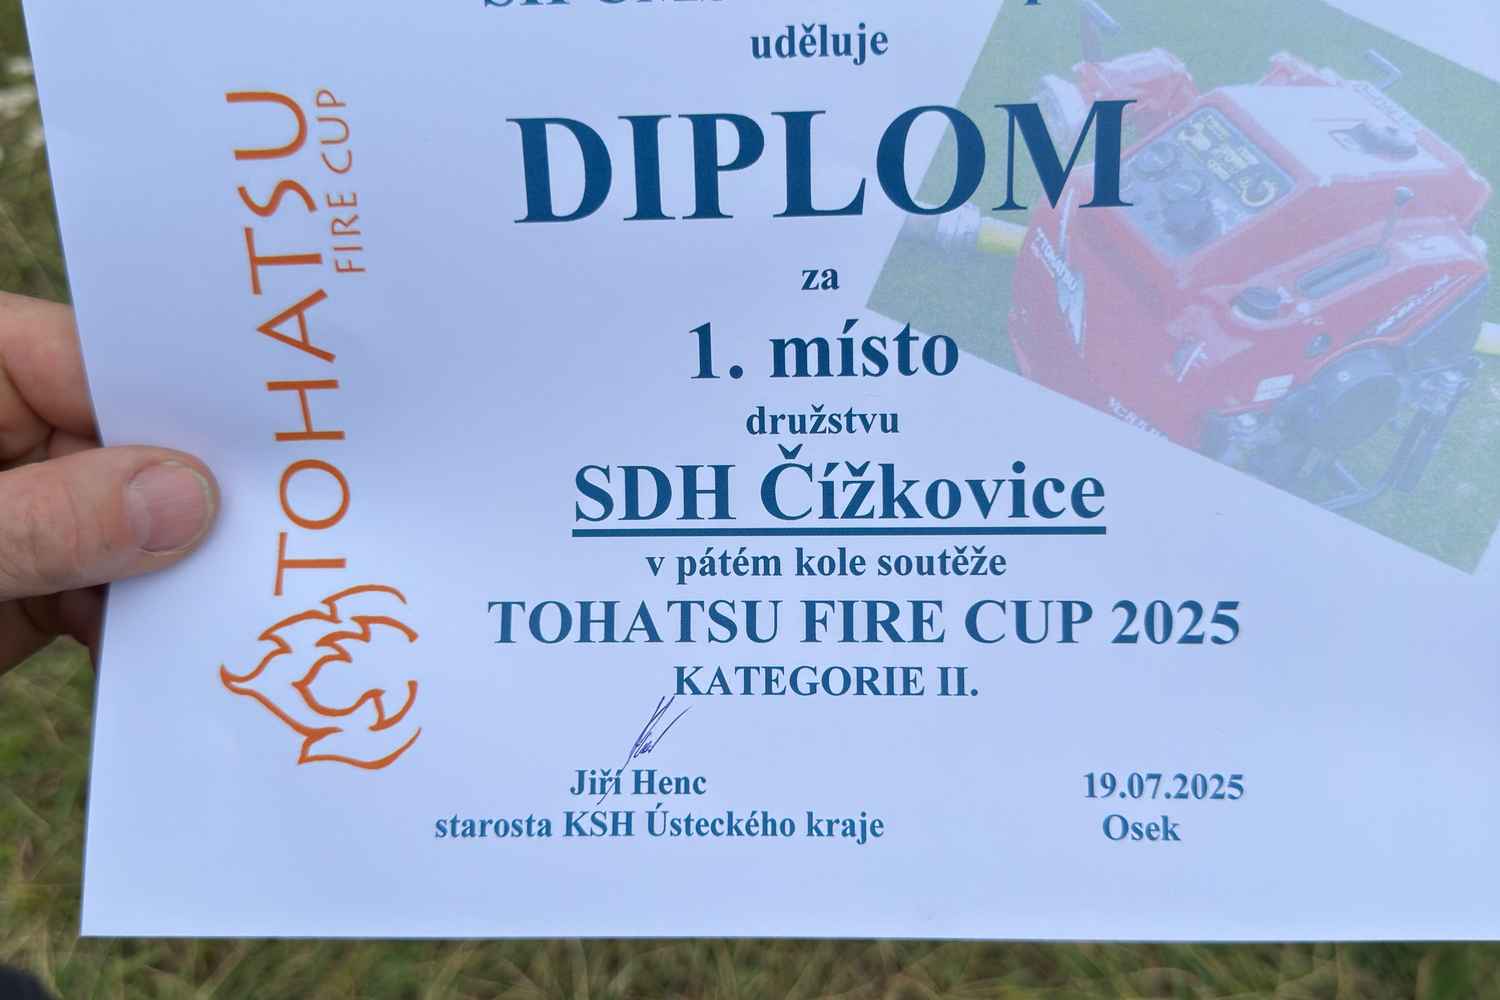 uděluje
DIPLOM
za
1. místo
družstvu
SDH Čížkovice
v pátém kole soutěže
TOHATSU FIRE CUP 2025
KATEGORIE II.
Jiří Henc
starosta KSH Ústeckého kraje
19.07.2025
Osek
TOHATSU
FIRE CUP
TOHATSU